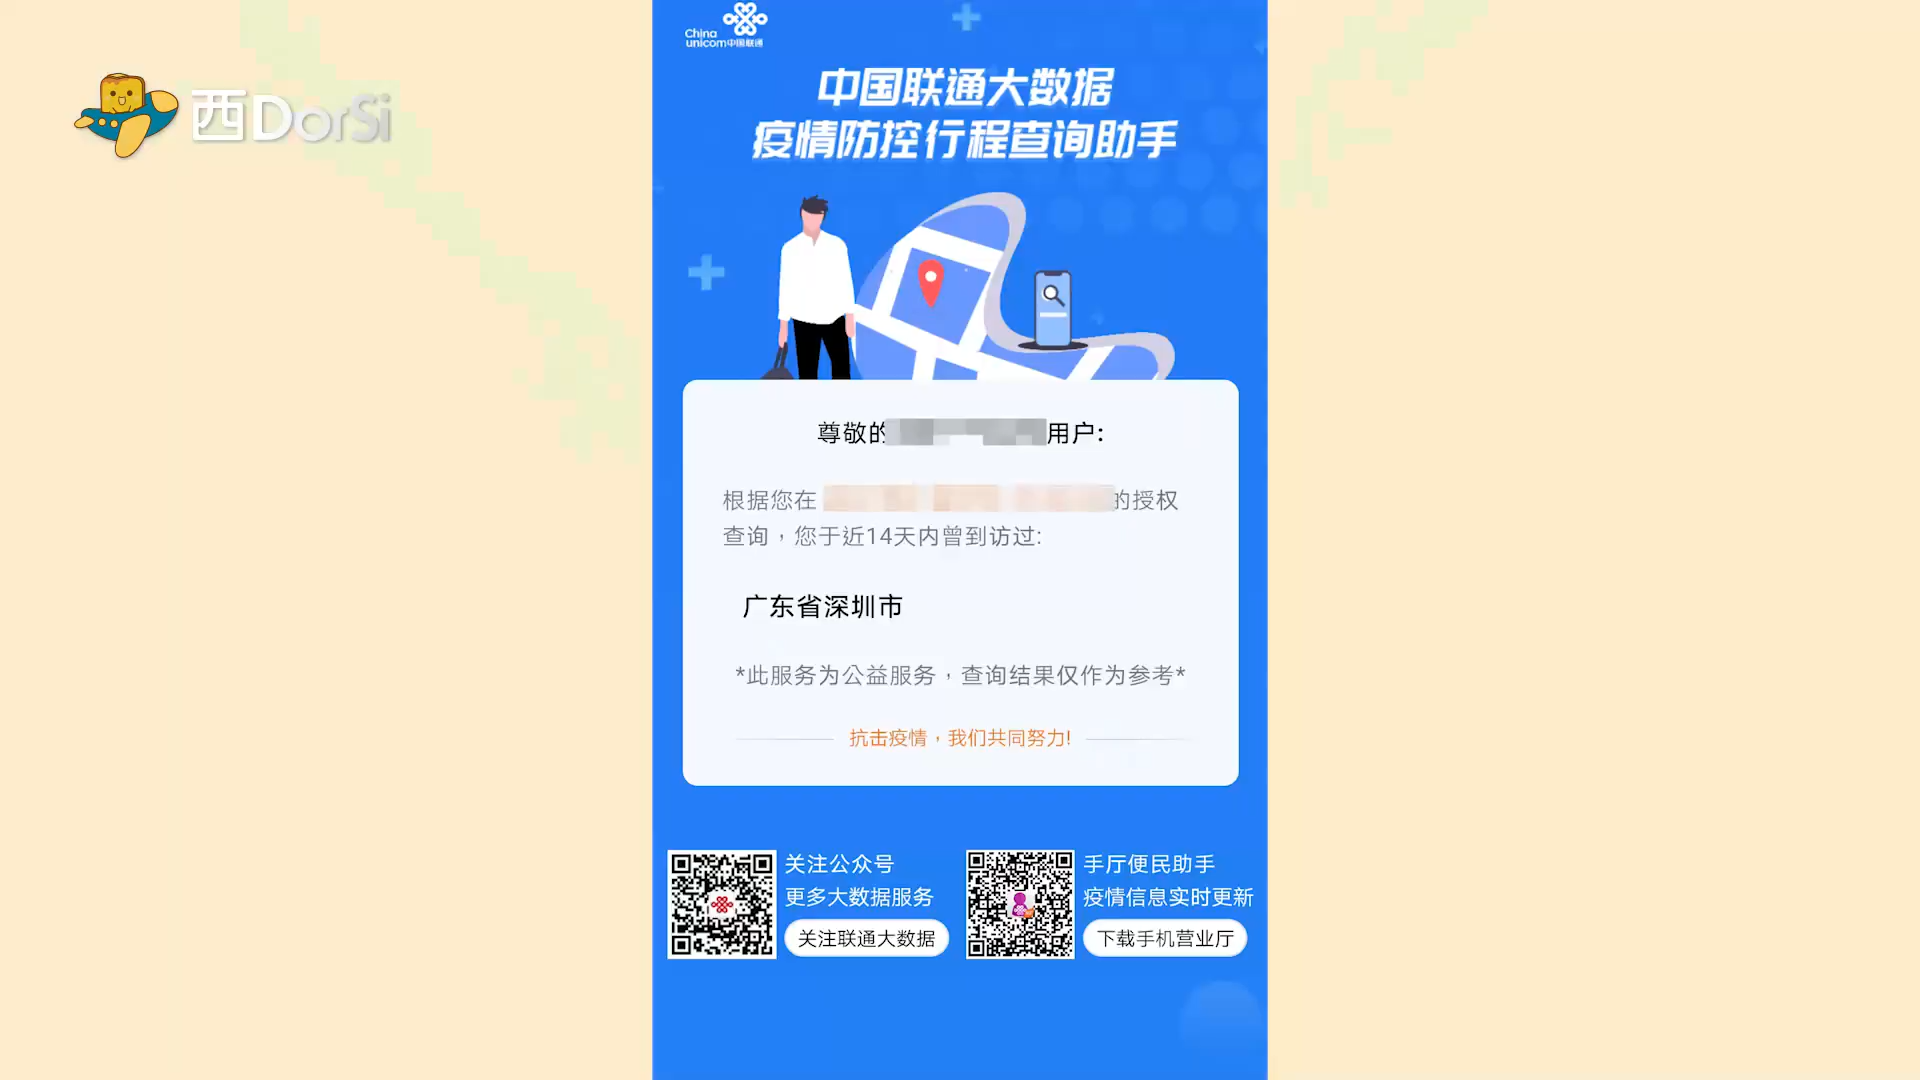 西DorSi
China
unicom中国联通
中国联通大数据
疫情防控行程查询助手
尊敬的 用户:
根据您在 的授权
查询，您于近14天内曾到访过:
广东省深圳市
*此服务为公益服务，查询结果仅作为参考*
抗击疫情，我们共同努力!
关注公众号
更多大数据服务
关注联通大数据
手厅便民助手
疫情信息实时更新
下载手机营业厅